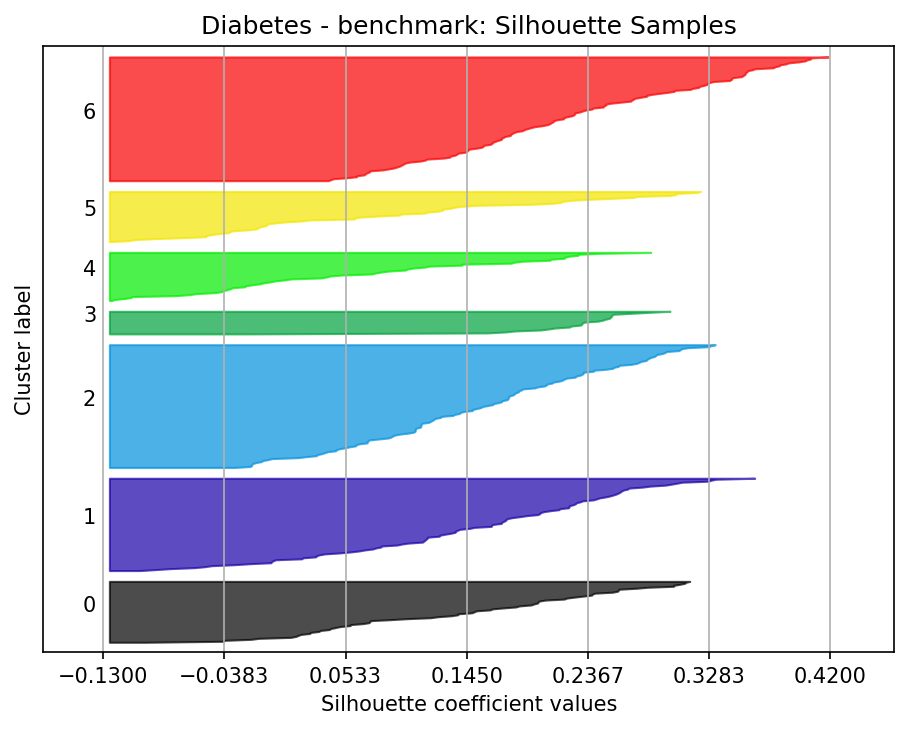 Diabetes - benchmark: Silhouette Samples
6
5
4
3
2
1
0
Cluster label
−0.1300 −0.0383 0.0533 0.1450 0.2367 0.3283 0.4200
Silhouette coefficient values